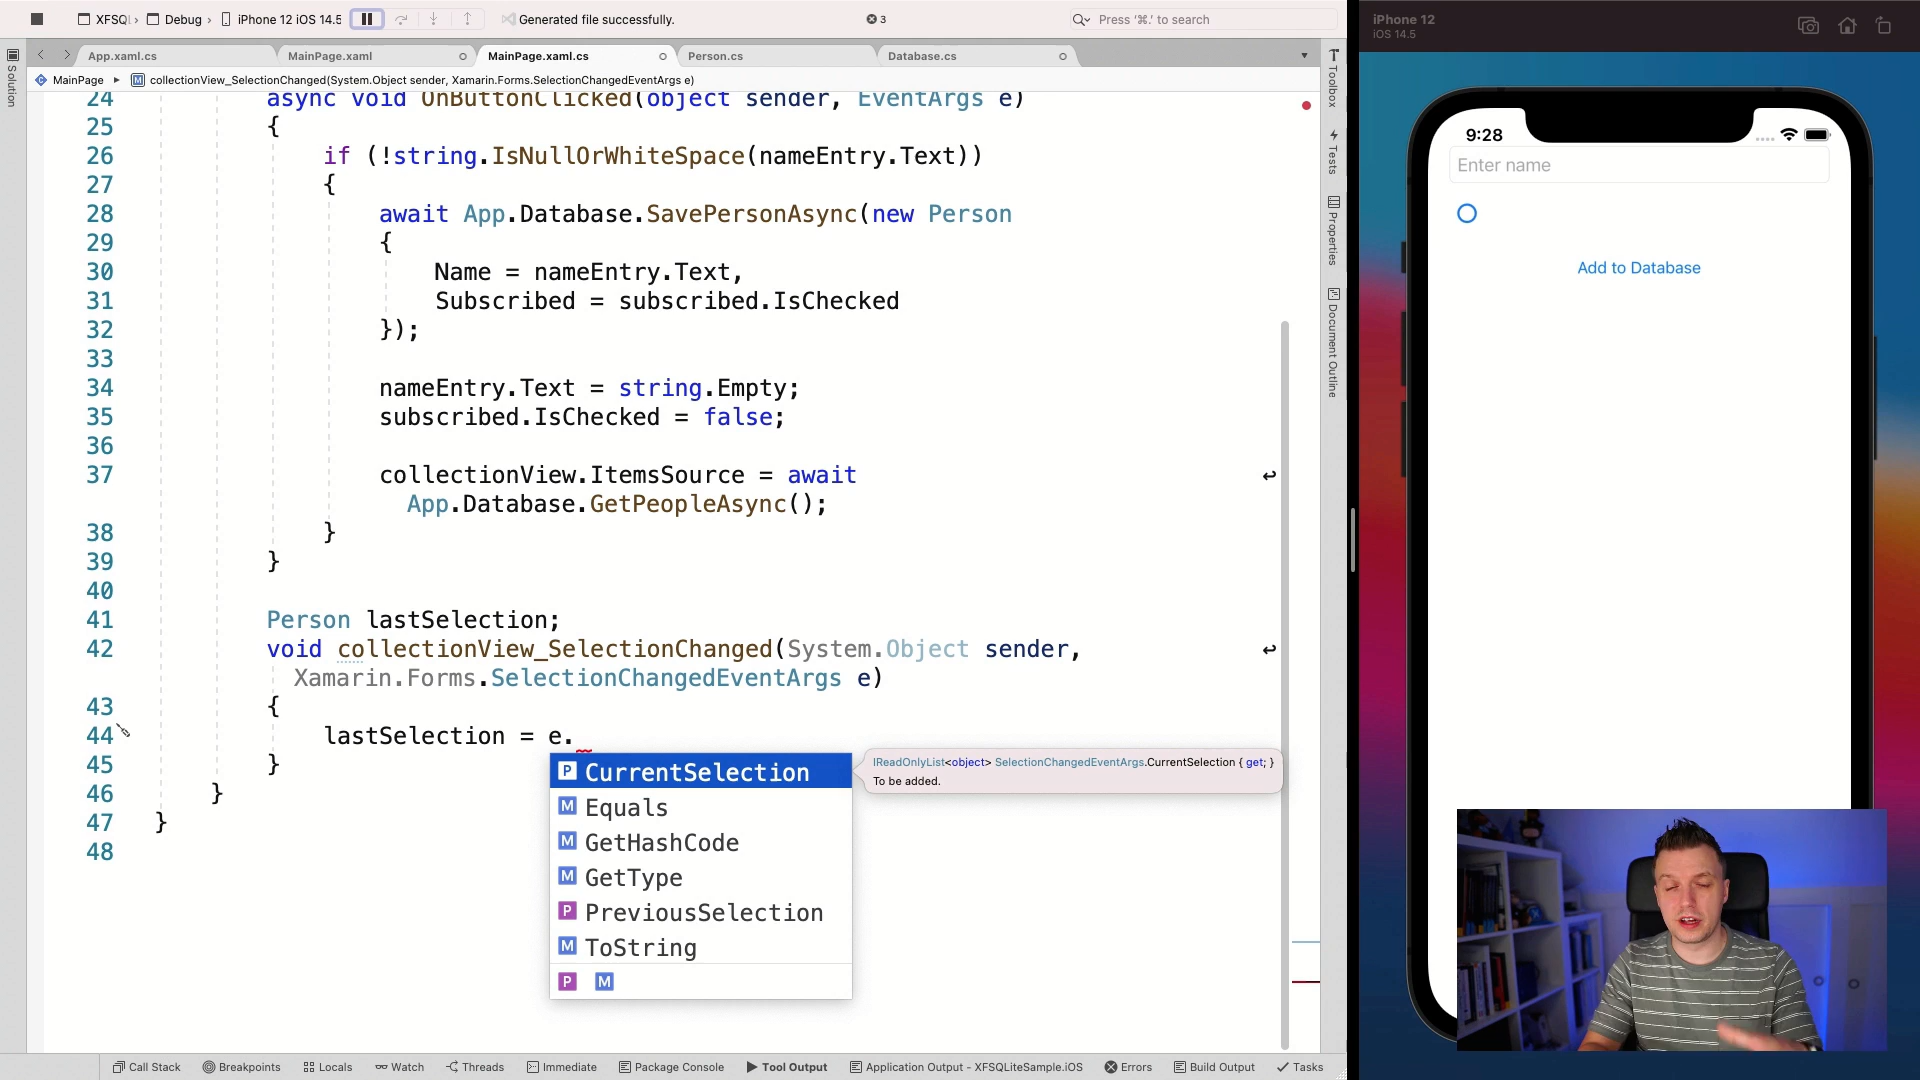 XFSQL › Debug › iPhone 12 iOS 14.5
Generated file successfully.
3
Press '⌘.' to search
App.xaml.cs
MainPage.xaml
MainPage.xaml.cs
Person.cs
Database.cs
MainPage ▸ M collectionView_SelectionChanged(System.Object sender, Xamarin.Forms.SelectionChangedEventArgs e)
Solution
24 async void OnButtonClicked(object sender, EventArgs e)
25 {
26 if (!string.IsNullOrWhiteSpace(nameEntry.Text))
27 {
28 await App.Database.SavePersonAsync(new Person
29 {
30 Name = nameEntry.Text,
31 Subscribed = subscribed.IsChecked
32 });
33
34 nameEntry.Text = string.Empty;
35 subscribed.IsChecked = false;
36
37 collectionView.ItemsSource = await
App.Database.GetPeopleAsync();
38 }
39 }
40
41 Person lastSelection;
42 void collectionView_SelectionChanged(System.Object sender,
Xamarin.Forms.SelectionChangedEventArgs e)
43 {
44 lastSelection = e.
45 }
46 }
47 }
48
P CurrentSelection
M Equals
M GetHashCode
M GetType
P PreviousSelection
M ToString
P M
IReadOnlyList<object> SelectionChangedEventArgs.CurrentSelection { get; }
To be added.
Toolbox
Tests
Properties
Document Outline
Call Stack
Breakpoints
Locals
Watch
Threads
Immediate
Package Console
Tool Output
Application Output - XFSQLiteSample.iOS
Errors
Build Output
Tasks
iPhone 12
iOS 14.5
9:28
Enter name
Add to Database